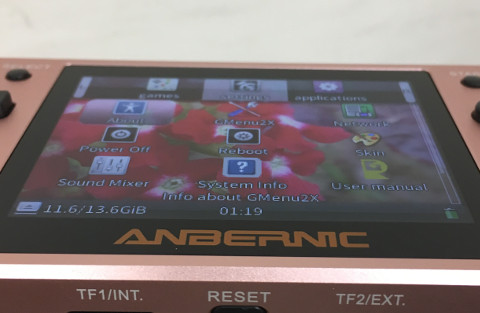 SELECT
games
settings
applications
About
GMenu2X
Network
Power Off
Reboot
Skin
Sound Mixer
System Info
User manual
Info about GMenu2X
11.6/13.6GiB
01:19
ANBERNIC
TF1/INT.
RESET
TF2/EXT.